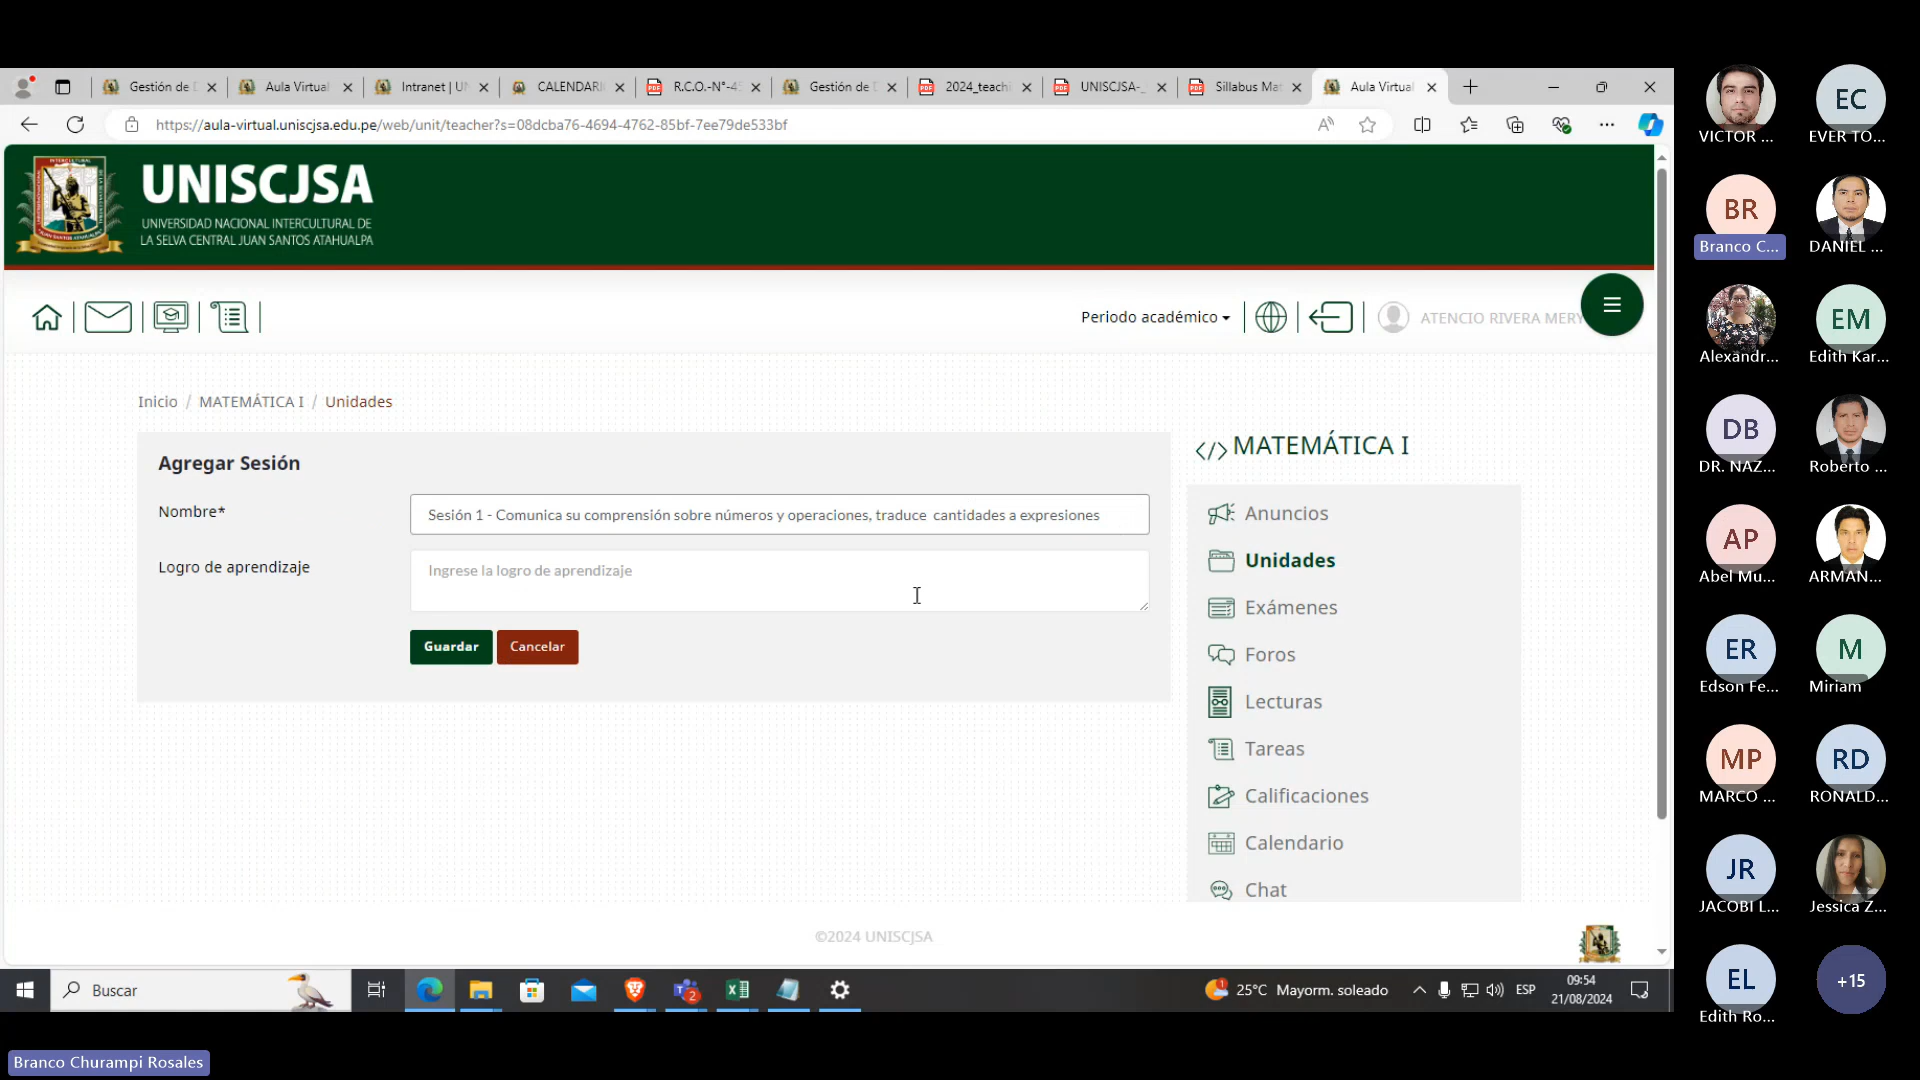 Gestión de D
Aula Virtual
Intranet | UN
CALENDARI
R.C.O.-N°-4
Gestión de D
2024_teachi
UNISCJSA-_
Sillabus Mat
Aula Virtual
https://aula-virtual.uniscjsa.edu.pe/web/unit/teacher?s=08dcba76-4694-4762-85bf-7ee79de533bf
UNISCJSA
UNIVERSIDAD NACIONAL INTERCULTURAL DE
LA SELVA CENTRAL JUAN SANTOS ATAHUALPA
Periodo académico
ATENCIO RIVERA MERY
Inicio / MATEMÁTICA I / Unidades
Agregar Sesión
Nombre*
Sesión 1 - Comunica su comprensión sobre números y operaciones, traduce  cantidades a expresiones
Logro de aprendizaje
Ingrese la logro de aprendizaje
Guardar
Cancelar
</> MATEMÁTICA I
Anuncios
Unidades
Exámenes
Foros
Lecturas
Tareas
Calificaciones
Calendario
Chat
©2024 UNISCJSA
Buscar
2
1
25°C Mayorm. soleado
ESP
09:54
21/08/2024
VICTOR ...
EC
EVER TO...
BR
Branco C...
DANIEL ...
Alexandr...
EM
Edith Kar...
DB
DR. NAZ...
Roberto ...
AP
Abel Mu...
ARMAN...
ER
Edson Fe...
M
Miriam
MP
MARCO ...
RD
RONALD...
JR
JACOBI L...
Jessica Z...
EL
Edith Ro...
+15
Branco Churampi Rosales